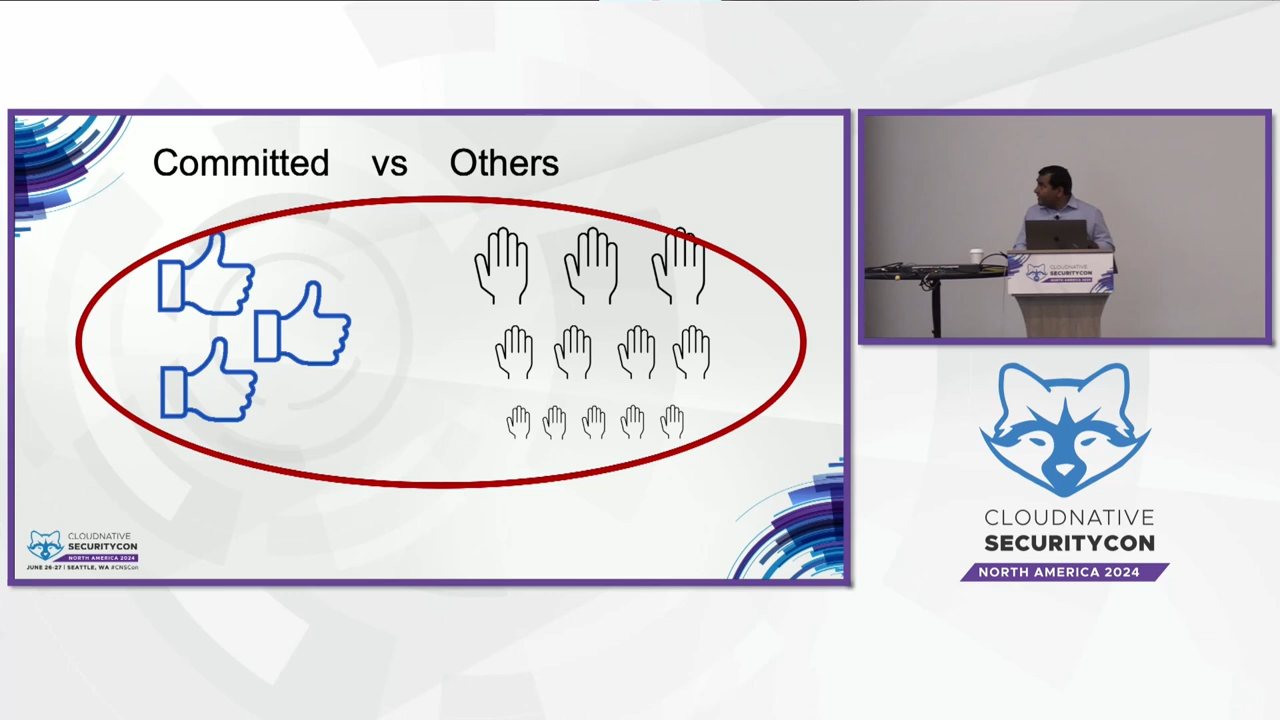 Committed vs Others
CLOUDNATIVE
SECURITYCON
NORTH AMERICA 2024
JUNE 26-27 | SEATTLE, WA #CNSCon
CLOUDNATIVE
SECURITYCON
NORTH AMERICA 2024
CLOUDNATIVE
SECURITYCON
NORTH AMERICA 2024